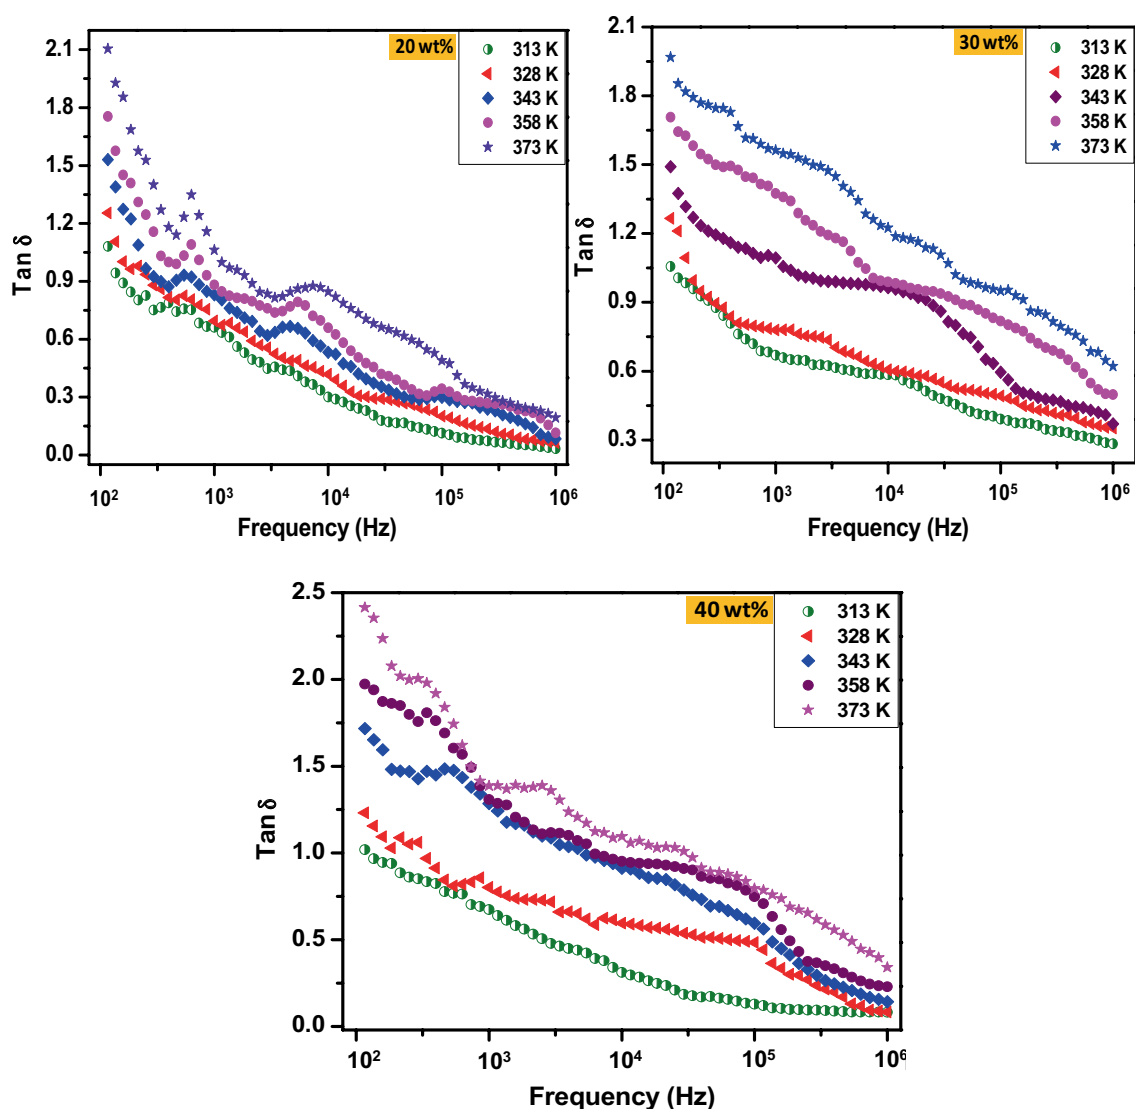 20 wt%
313 K
328 K
343 K
358 K
373 K
Tan δ
2.1
1.8
1.5
1.2
0.9
0.6
0.3
0.0
10² 10³ 10⁴ 10⁵ 10⁶
Frequency (Hz)
30 wt%
313 K
328 K
343 K
358 K
373 K
Tan δ
2.1
1.8
1.5
1.2
0.9
0.6
0.3
10² 10³ 10⁴ 10⁵ 10⁶
Frequency (Hz)
40 wt%
313 K
328 K
343 K
358 K
373 K
Tan δ
2.5
2.0
1.5
1.0
0.5
0.0
10² 10³ 10⁴ 10⁵ 10⁶
Frequency (Hz)